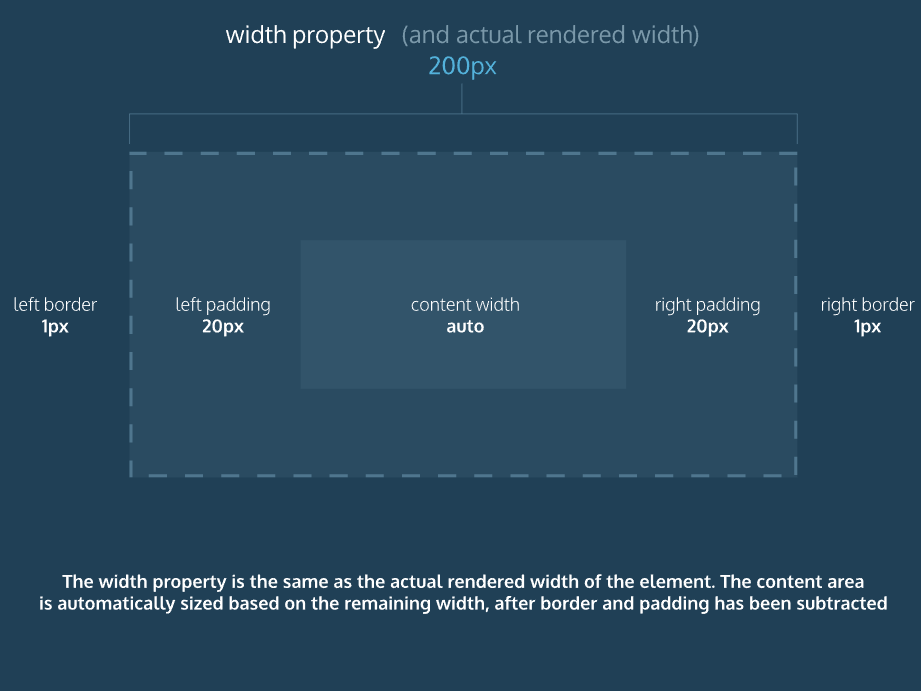 width property (and actual rendered width)
200px
left border
1px
left padding
20px
content width
auto
right padding
20px
right border
1px
The width property is the same as the actual rendered width of the element. The content area
is automatically sized based on the remaining width, after border and padding has been subtracted